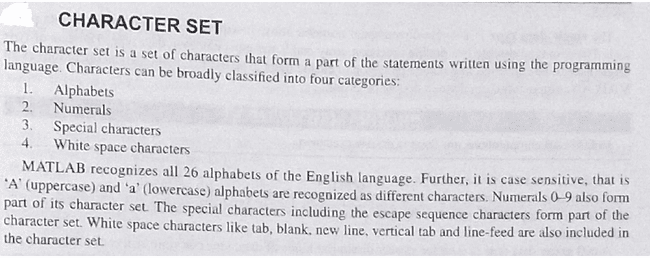 CHARACTER SET
The character set is a set of characters that form a part of the statements written using the programming
language. Characters can be broadly classified into four categories:
1. Alphabets
2. Numerals
3. Special characters
4. White space characters
MATLAB recognizes all 26 alphabets of the English language. Further, it is case sensitive, that is
'A' (uppercase) and 'a' (lowercase) alphabets are recognized as different characters. Numerals 0–9 also form
part of its character set. The special characters including the escape sequence characters form part of the
character set. White space characters like tab, blank, new line, vertical tab and line-feed are also included in
the character set.